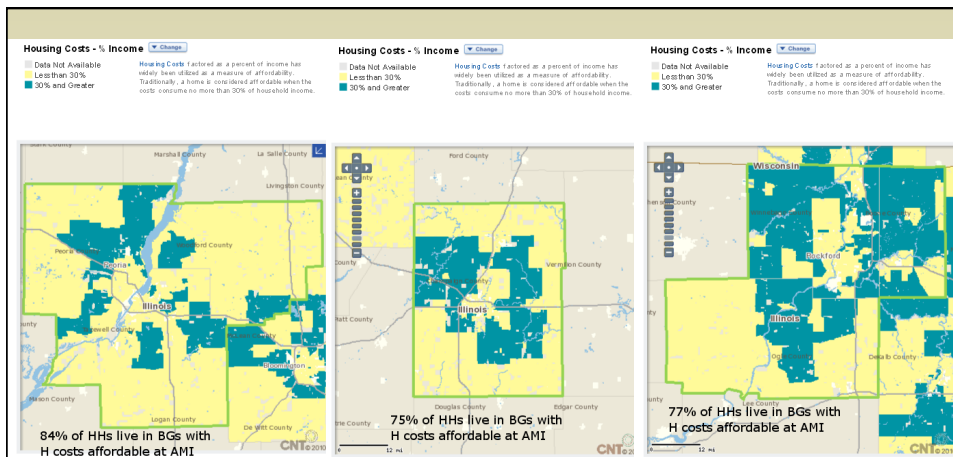 Housing Costs - % Income
Change
Data Not Available
Less than 30%
30% and Greater
Housing Costs factored as a percent of income has
widely been utilized as a measure of affordability.
Traditionally, a home is considered affordable when the
costs consume no more than 30% of household income.
Marshall County
La Salle County
Livingston County
Peoria
Illinois
Bloomington
Mason County
Logan County
De Witt County
84% of HHs live in BGs with
H costs affordable at AMI
CNT © 2010
Housing Costs - % Income
Change
Data Not Available
Less than 30%
30% and Greater
Housing Costs factored as a percent of income has
widely been utilized as a measure of affordability.
Traditionally, a home is considered affordable when the
costs consume no more than 30% of household income.
Ford County
Vermilion County
Illinois
Douglas County
Edgar County
75% of HHs live in BGs with
H costs affordable at AMI
12 mi
CNT © 20
Housing Costs - % Income
Change
Data Not Available
Less than 30%
30% and Greater
Housing Costs factored as a percent of income has
widely been utilized as a measure of affordability.
Traditionally, a home is considered affordable when the
costs consume no more than 30% of household income.
Wisconsin
Rockford
Illinois
DeKalb County
Lee County
77% of HHs live in BGs with
H costs affordable at AMI
12 mi
CNT © 2010